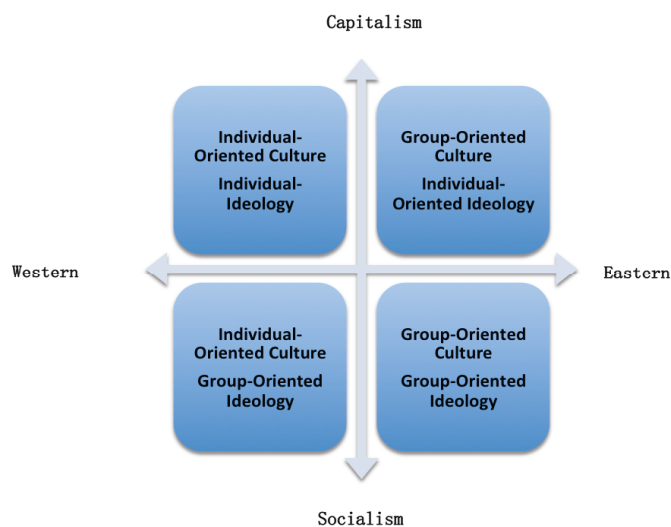 Capitalism
Individual-
Oriented Culture
Individual-
Ideology
Group-Oriented
Culture
Individual-
Oriented Ideology
Western
Eastern
Individual-
Oriented Culture
Group-Oriented
Ideology
Group-Oriented
Culture
Group-Oriented
Ideology
Socialism